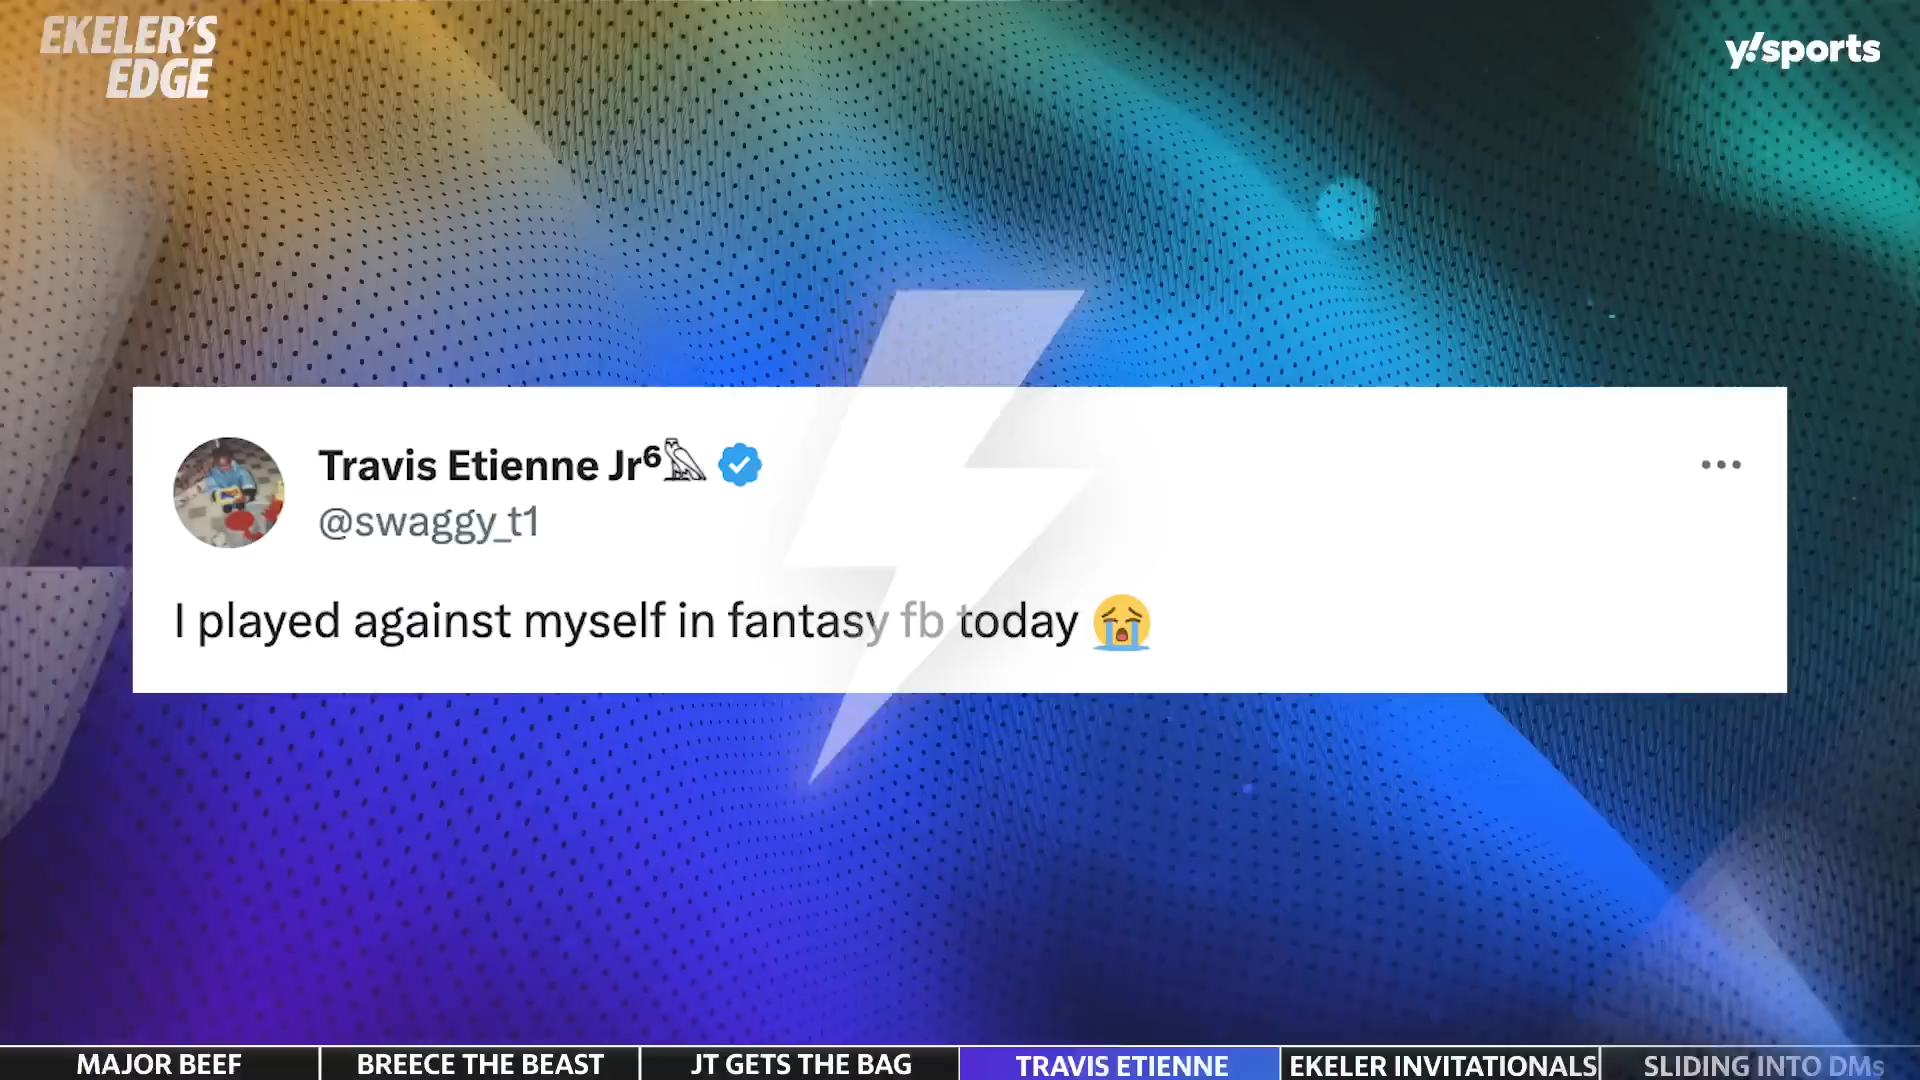 EKELER'S
EDGE
y!sports
Travis Etienne Jr⁶𓅓
@swaggy_t1
I played against myself in fantasy fb today 😭
MAJOR BEEF
BREECE THE BEAST
JT GETS THE BAG
TRAVIS ETIENNE
EKELER INVITATIONALS
SLIDING INTO DMs